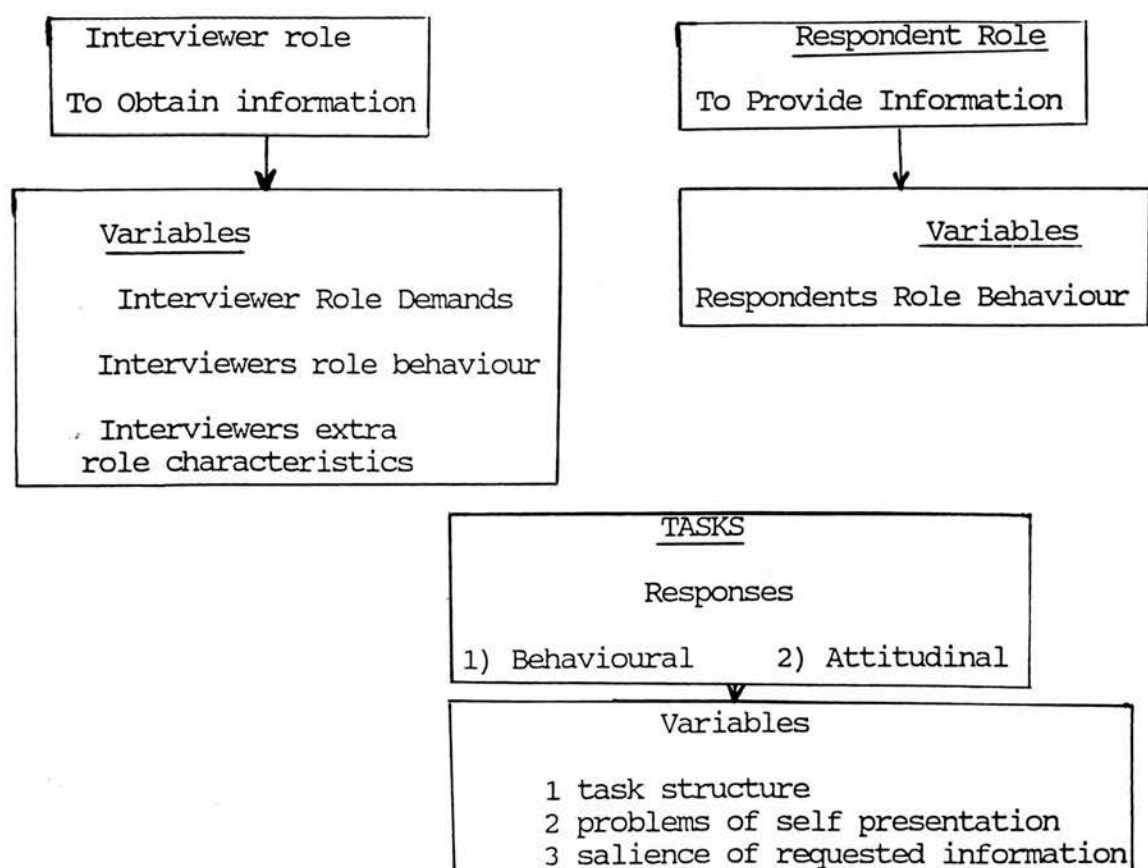 Interviewer role
To Obtain information
Respondent Role
To Provide Information
Variables
Interviewer Role Demands
Interviewers role behaviour
Interviewers extra
role characteristics
Variables
Respondents Role Behaviour
TASKS
Responses
1) Behavioural 2) Attitudinal
Variables
1 task structure
2 problems of self presentation
3 salience of requested information